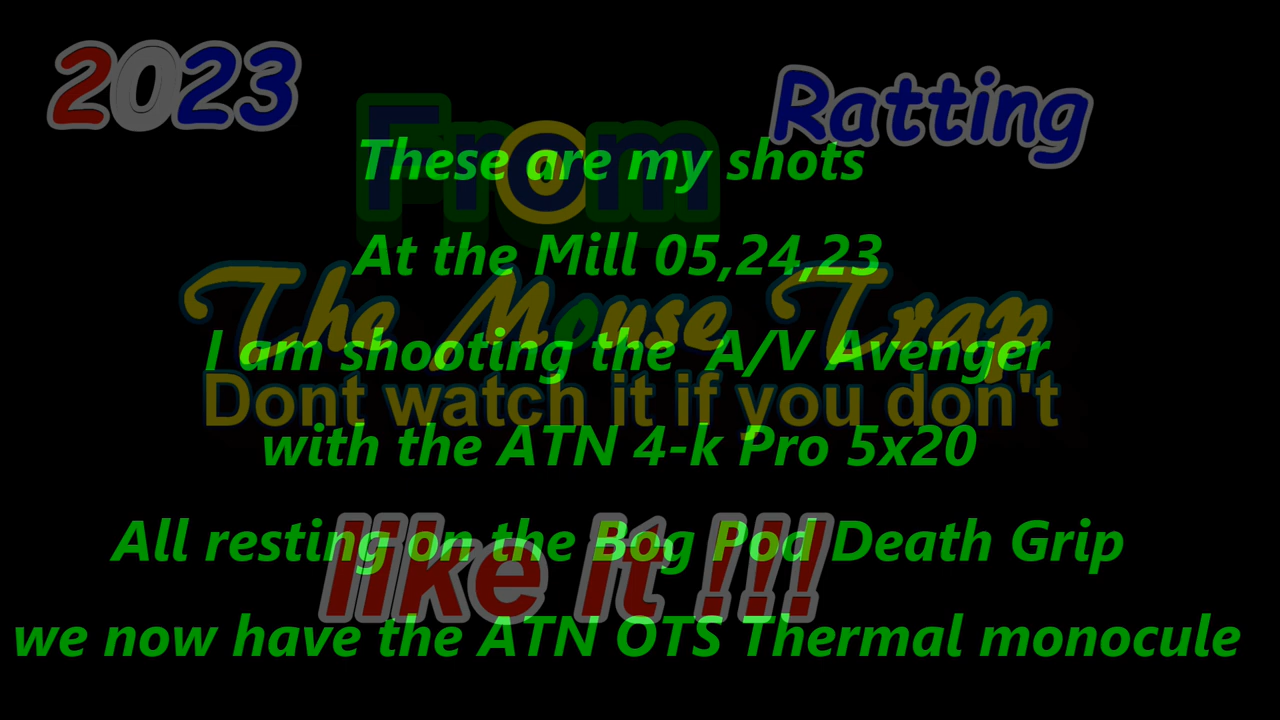 2023
Ratting
From
These are my shots
At the Mill 05,24,23
The Mouse Trap
I am shooting the A/V Avenger
Dont watch it if you don't
with the ATN 4-k Pro 5x20
All resting on the Bog Pod Death Grip
like it !!!
we now have the ATN OTS Thermal monocule